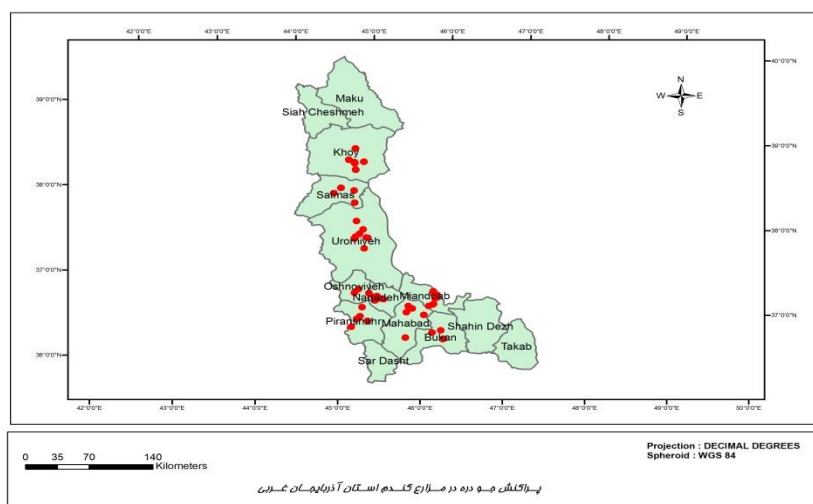 42°0'0"E 43°0'0"E 44°0'0"E 45°0'0"E 46°0'0"E 47°0'0"E 48°0'0"E 49°0'0"E
40°0'0"N
39°0'0"N
39°0'0"N
38°0'0"N
38°0'0"N
37°0'0"N
37°0'0"N
36°0'0"N
N
W E
S
Maku
Siah Cheshmeh
Khoy
Salmas
Uromiyeh
Oshnoviyeh
Naqadeh
Miandoab
Piranshahr
Mahabad
Shahin Dezh
Bukan
Takab
Sar Dasht
42°0'0"E 43°0'0"E 44°0'0"E 45°0'0"E 46°0'0"E 47°0'0"E 48°0'0"E 49°0'0"E 50°0'0"E
0 35 70 140
Kilometers
Projection : DECIMAL DEGREES
Spheroid : WGS 84
پراکنش جو دره در مزارع گندم استان آذربایجان غربی